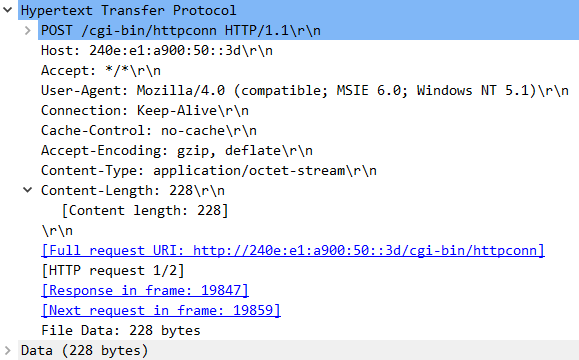 Hypertext Transfer Protocol
POST /cgi-bin/httpconn HTTP/1.1\r\n
Host: 240e:e1:a900:50::3d\r\n
Accept: */*\r\n
User-Agent: Mozilla/4.0 (compatible; MSIE 6.0; Windows NT 5.1)\r\n
Connection: Keep-Alive\r\n
Cache-Control: no-cache\r\n
Accept-Encoding: gzip, deflate\r\n
Content-Type: application/octet-stream\r\n
Content-Length: 228\r\n
[Content length: 228]
\r\n
[Full request URI: http://240e:e1:a900:50::3d/cgi-bin/httpconn]
[HTTP request 1/2]
[Response in frame: 19847]
[Next request in frame: 19859]
File Data: 228 bytes
Data (228 bytes)